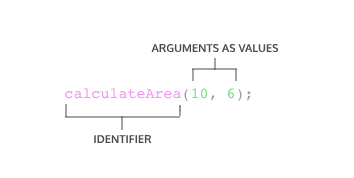 ARGUMENTS AS VALUES
calculateArea(10, 6);
IDENTIFIER